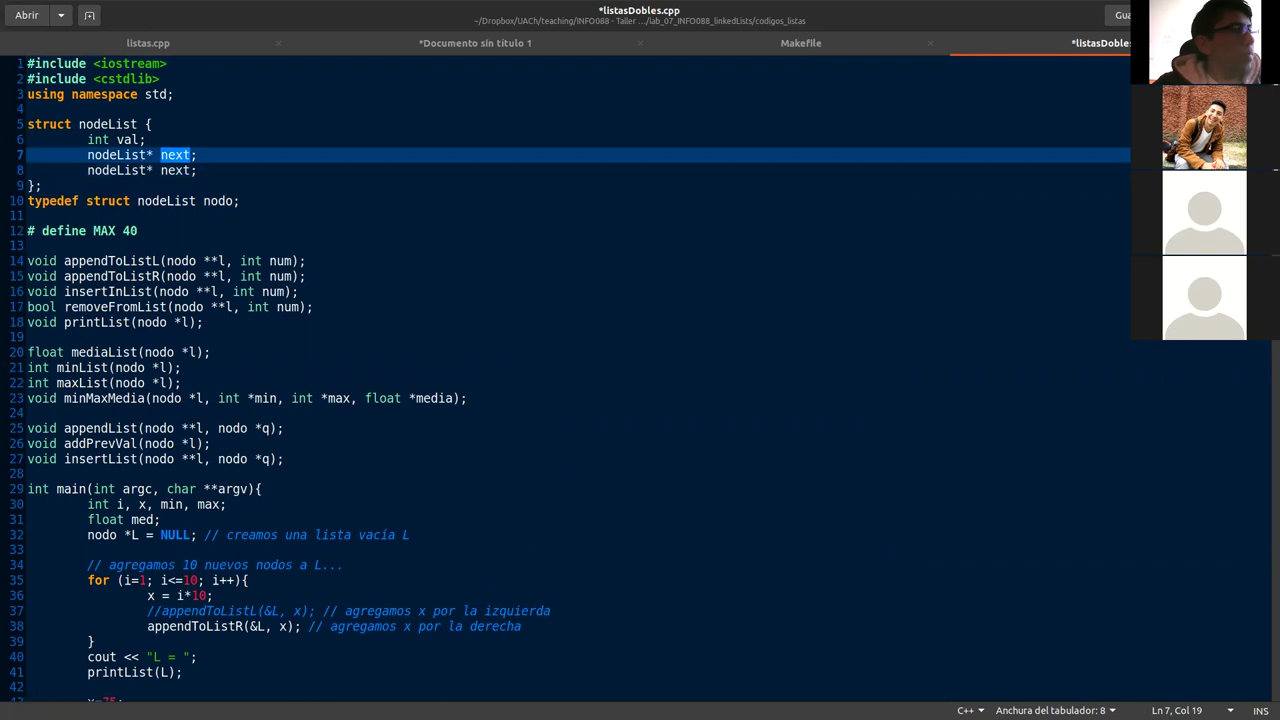 Abrir
*listasDobles.cpp
~/Dropbox/UACh/teaching/INFO088 - Taller .../lab_07_INFO088_linkedLists/codigos_listas
Gua
listas.cpp
*Documento sin título 1
Makefile
*listasDobles
1 #include <iostream>
2 #include <cstdlib>
3 using namespace std;
4
5 struct nodeList {
6 int val;
7 nodeList* next;
8 nodeList* next;
9 };
10 typedef struct nodeList nodo;
11
12 # define MAX 40
13
14 void appendToListL(nodo **l, int num);
15 void appendToListR(nodo **l, int num);
16 void insertInList(nodo **l, int num);
17 bool removeFromList(nodo **l, int num);
18 void printList(nodo *l);
19
20 float mediaList(nodo *l);
21 int minList(nodo *l);
22 int maxList(nodo *l);
23 void minMaxMedia(nodo *l, int *min, int *max, float *media);
24
25 void appendList(nodo **l, nodo *q);
26 void addPrevVal(nodo *l);
27 void insertList(nodo **l, nodo *q);
28
29 int main(int argc, char **argv){
30 int i, x, min, max;
31 float med;
32 nodo *L = NULL; // creamos una lista vacía L
33
34 // agregamos 10 nuevos nodos a L...
35 for (i=1; i<=10; i++){
36 x = i*10;
37 //appendToListL(&L, x); // agregamos x por la izquierda
38 appendToListR(&L, x); // agregamos x por la derecha
39 }
40 cout << "L = ";
41 printList(L);
42
43 x=75;
C++
Anchura del tabulador: 8
Ln 7, Col 19
INS